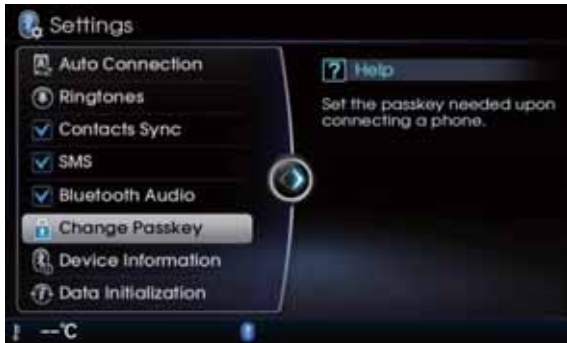 Settings
Auto Connection
Ringtones
Contacts Sync
SMS
Bluetooth Audio
Change Passkey
Device Information
Data Initialization
? Help
Set the passkey needed upon
connecting a phone.
--°C